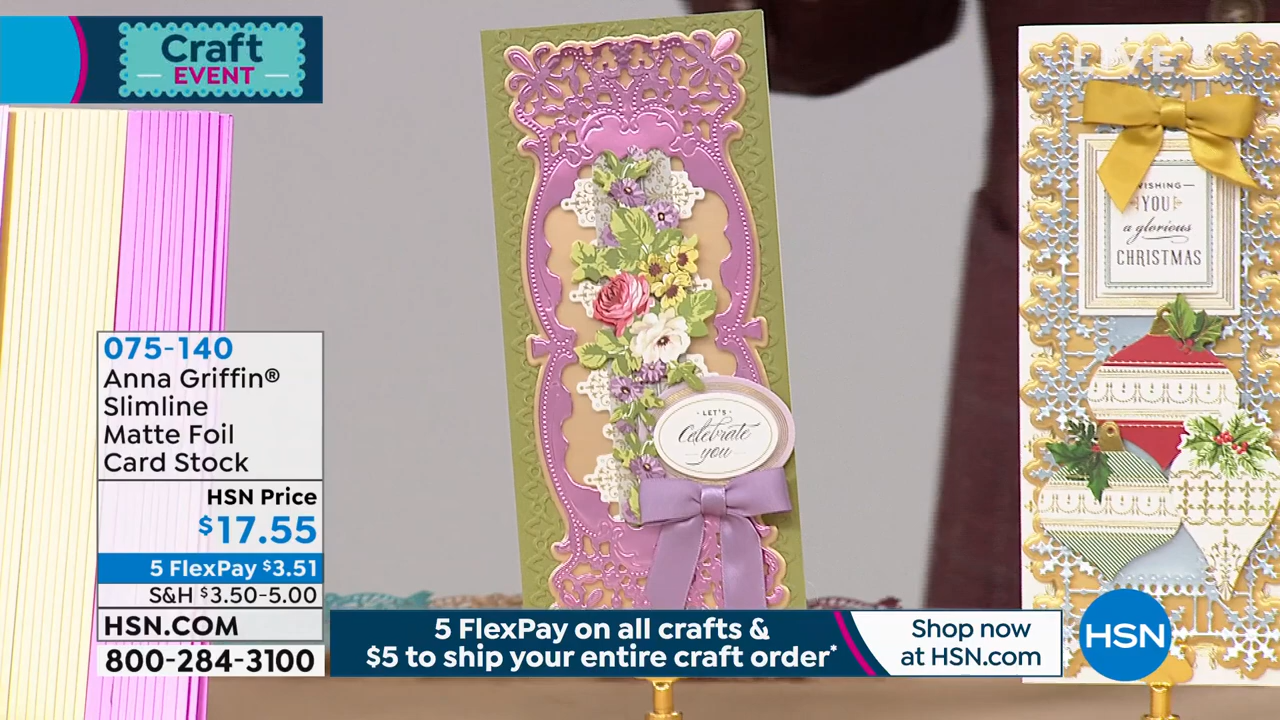 Craft
EVENT
LIVE
WISHING
YOU
a glorious
CHRISTMAS
LET'S
Celebrate
you
075-140
Anna Griffin®
Slimline
Matte Foil
Card Stock
HSN Price
$17.55
5 FlexPay $3.51
S&H $3.50-5.00
HSN.COM
800-284-3100
5 FlexPay on all crafts &
$5 to ship your entire craft order*
Shop now
at HSN.com
HSN